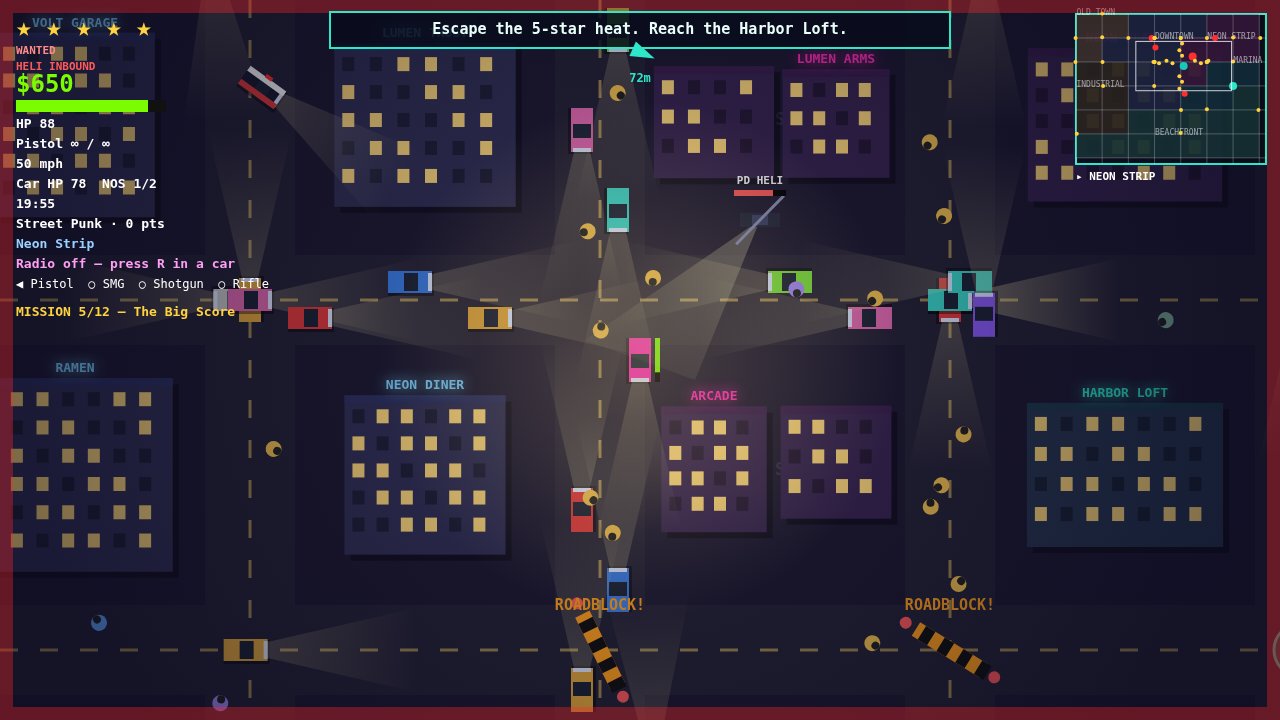 VOLT GARAGE
★ ★ ★ ★ ★
WANTED
HELI INBOUND
$650
HP 88
Pistol ∞ / ∞
50 mph
Car HP 78 NOS 1/2
19:55
Street Punk · 0 pts
Neon Strip
Radio off — press R in a car
◀ Pistol ○ SMG ○ Shotgun ○ Rifle
MISSION 5/12 — The Big Score
Escape the 5-star heat. Reach the Harbor Loft.
LUMEN
72m
LUMEN ARMS
PD HELI
OLD TOWN
DOWNTOWN
NEON STRIP
MARINA
INDUSTRIAL
BEACHFRONT
▸ NEON STRIP
RAMEN
NEON DINER
ARCADE
HARBOR LOFT
ROADBLOCK!
ROADBLOCK!